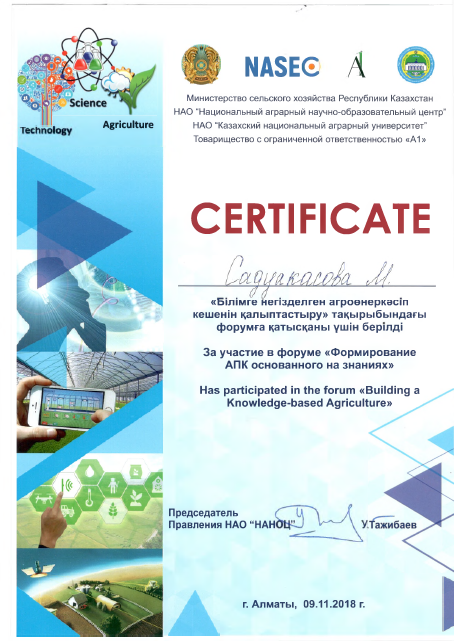 Science
Technology
Agriculture
NASEC
Министерство сельского хозяйства Республики Казахстан
НАО "Национальный аграрный научно-образовательный центр"
НАО "Казахский национальный аграрный университет"
Товарищество с ограниченной ответственностью «А1»
CERTIFICATE
Садуакасова М.
«Білімге негізделген агроөнеркәсіп
кешенін қалыптастыру» тақырыбындағы
форумға қатысқаны үшін берілді
За участие в форуме «Формирование
АПК основанного на знаниях»
Has participated in the forum «Building a
Knowledge-based Agriculture»
Председатель
Правления НАО "НАНОЦ"
У.Тажибаев
г. Алматы, 09.11.2018 г.